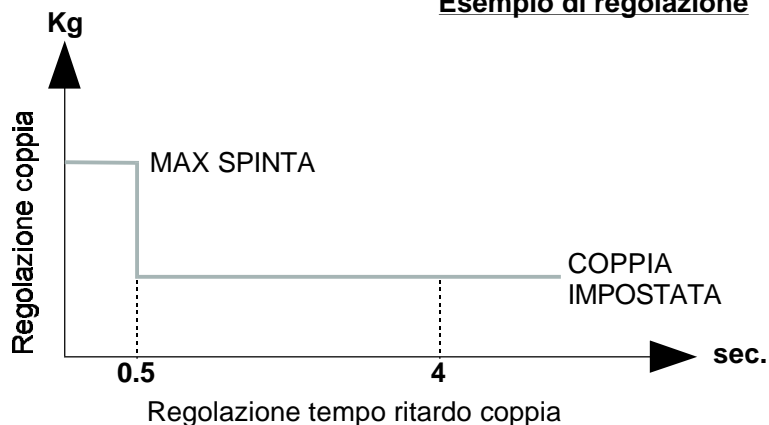 Esempio di regolazione
Kg
Regolazione coppia
MAX SPINTA
COPPIA
IMPOSTATA
sec.
0.5
4
Regolazione tempo ritardo coppia